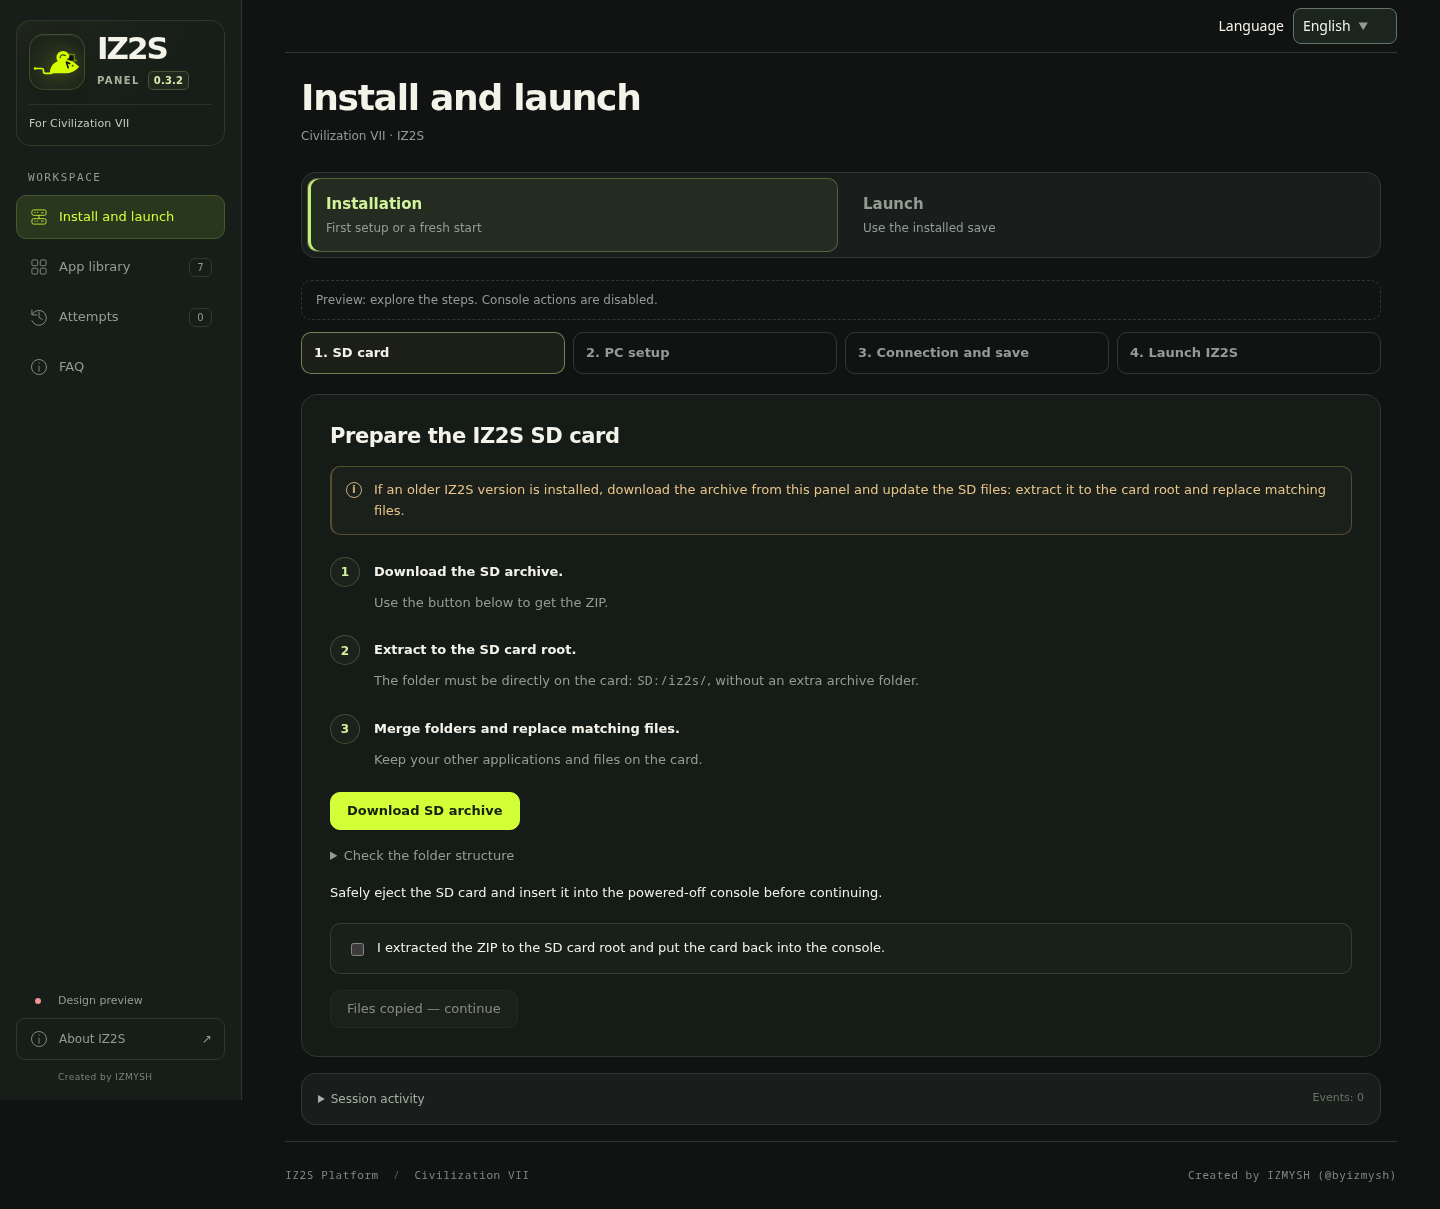 IZ2S
PANEL 0.3.2
For Civilization VII
WORKSPACE
Install and launch
App library 7
Attempts 0
FAQ
Design preview
About IZ2S ↗
Created by IZMYSH
Language English ▼
Install and launch
Civilization VII · IZ2S
Installation
First setup or a fresh start
Launch
Use the installed save
Preview: explore the steps. Console actions are disabled.
1. SD card
2. PC setup
3. Connection and save
4. Launch IZ2S
Prepare the IZ2S SD card
If an older IZ2S version is installed, download the archive from this panel and update the SD files: extract it to the card root and replace matching
files.
1 Download the SD archive.
Use the button below to get the ZIP.
2 Extract to the SD card root.
The folder must be directly on the card: SD:/iz2s/, without an extra archive folder.
3 Merge folders and replace matching files.
Keep your other applications and files on the card.
Download SD archive
▶ Check the folder structure
Safely eject the SD card and insert it into the powered-off console before continuing.
I extracted the ZIP to the SD card root and put the card back into the console.
Files copied — continue
▶ Session activity
Events: 0
IZ2S Platform / Civilization VII
Created by IZMYSH (@byizmysh)